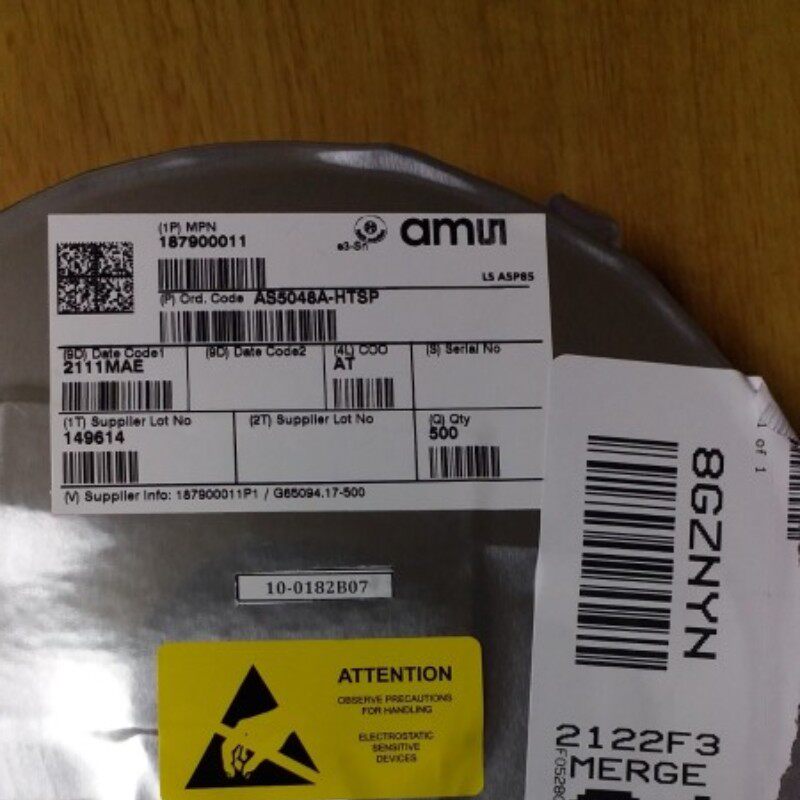 (1P) MPN
187900011
e3-Sn
amu
LS ASP85
(P) Ord. Code AS5048A-HTSP
(9D) Date Code1
2111MAE
(9D) Date Code2
(4L) COO
AT
(S) Serial No
(1T) Supplier Lot No
149614
(2T) Supplier Lot No
(Q) Qty
500
(V) Supplier Info: 187900011P1 / G65094.17-500
10-0182B07
ATTENTION
OBSERVE PRECAUTIONS
FOR HANDLING
ELECTROSTATIC
SENSITIVE
DEVICES
1 of 1
8GZNYN
2122F3
MERGE